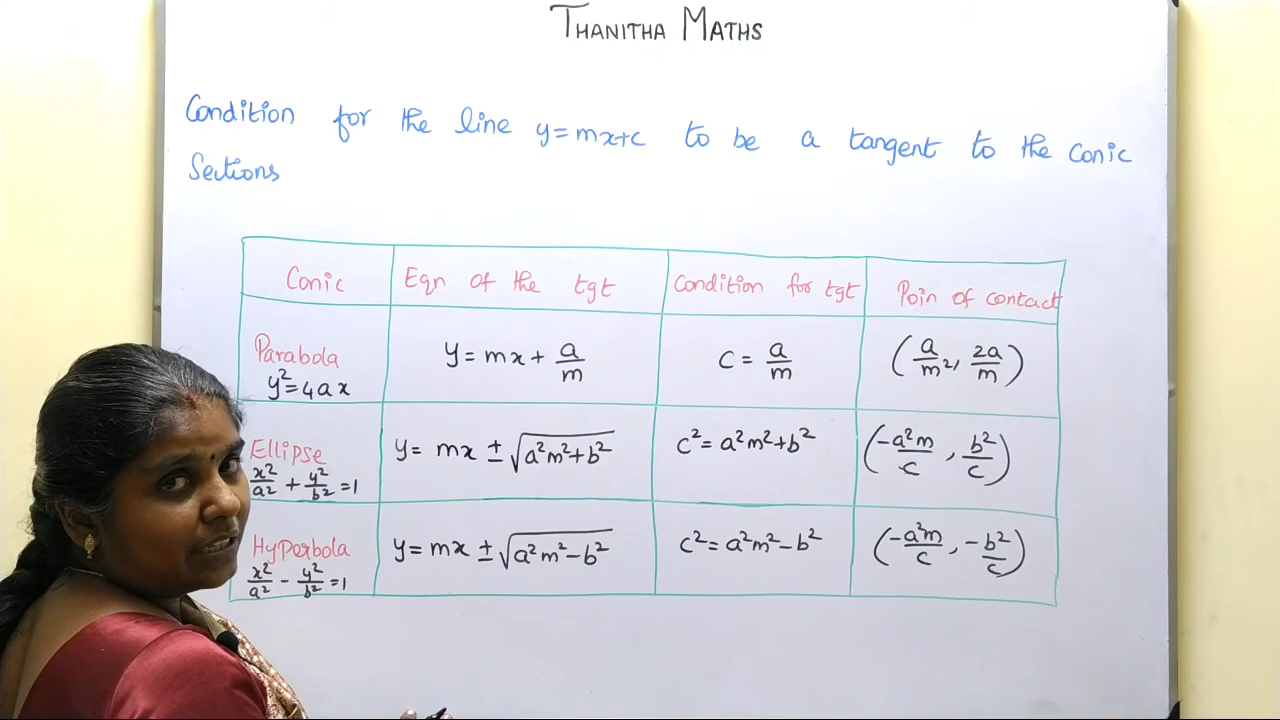 THANITHA MATHS
Condition for the line y=mx+c to be a tangent to the conic
Sections
Conic | Eqn of the tgt | Condition for tgt | Poin of contact
Parabola y²=4ax | y = mx + a/m | c = a/m | (a/m², 2a/m)
Ellipse x²/a² + y²/b² = 1 | y = mx ± √(a²m²+b²) | c² = a²m²+b² | (-a²m/c, b²/c)
Hyperbola x²/a² - y²/b² = 1 | y = mx ± √(a²m²-b²) | c² = a²m²-b² | (-a²m/c, -b²/c)